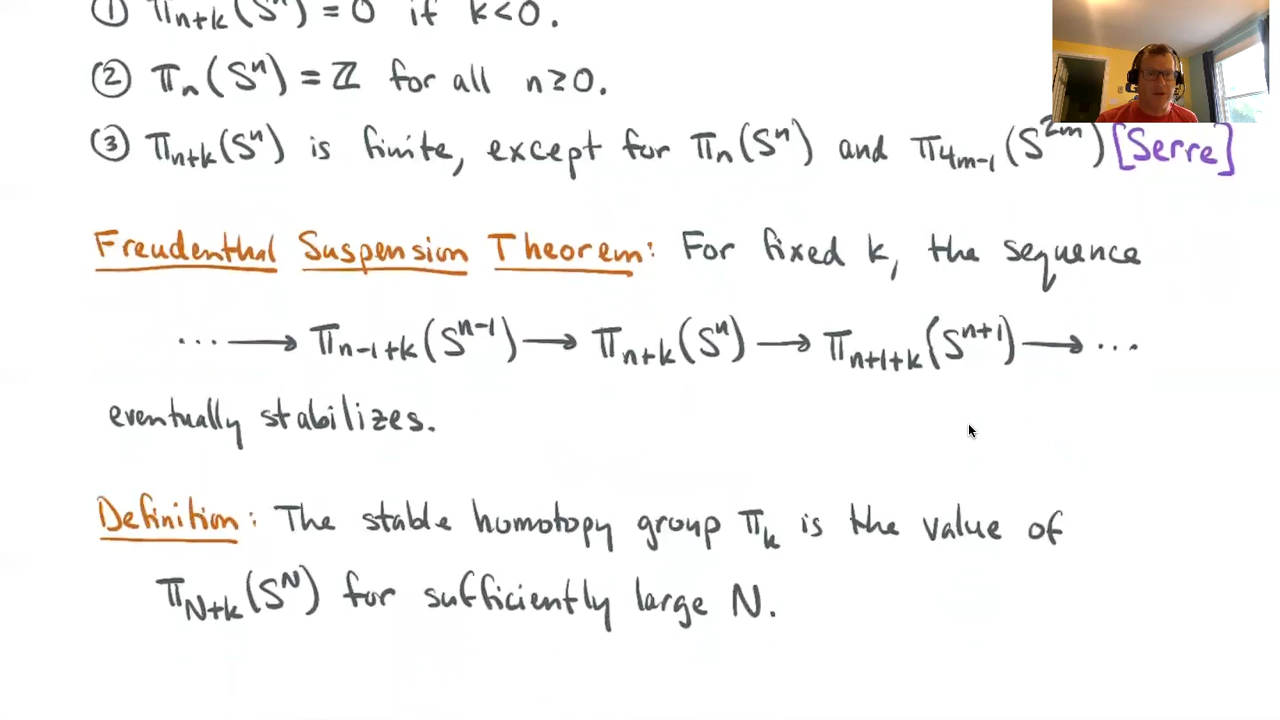 ① πₙ₊ₖ(Sⁿ) = 0 if k<0.
② πₙ(Sⁿ) = ℤ for all n≥0.
③ πₙ₊ₖ(Sⁿ) is finite, except for πₙ(Sⁿ) and π₄ₘ₋₁(S²ᵐ) [Serre]
Freudenthal Suspension Theorem: For fixed k, the sequence
⋯ ⟶ πₙ₋₁₊ₖ(Sⁿ⁻¹) ⟶ πₙ₊ₖ(Sⁿ) ⟶ πₙ₊₁₊ₖ(Sⁿ⁺¹) ⟶ ⋯
eventually stabilizes.
Definition: The stable homotopy group πₖ is the value of
π_{N+k}(Sᴺ) for sufficiently large N.